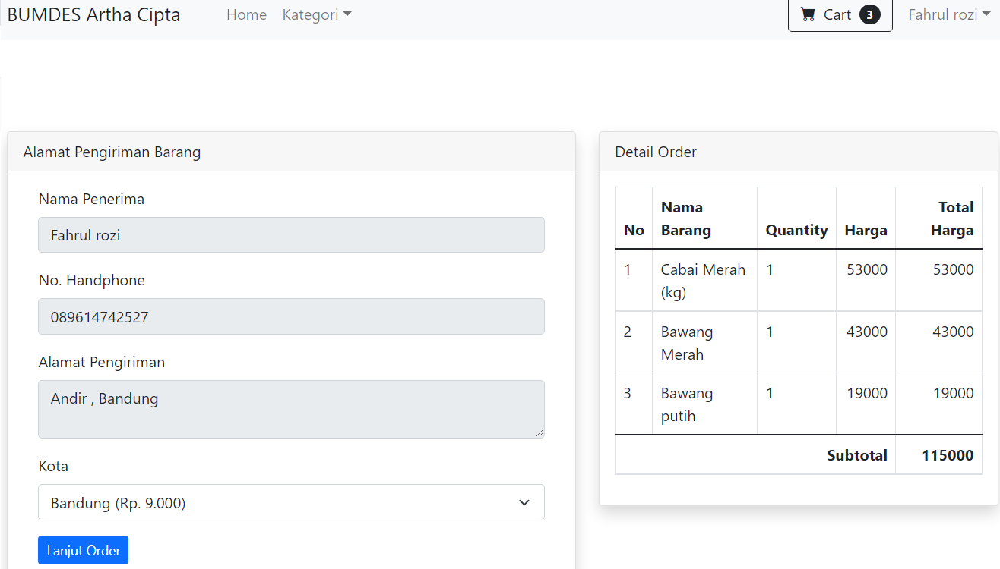 BUMDES Artha Cipta Home Kategori Cart 3 Fahrul rozi
Alamat Pengiriman Barang
Nama Penerima
Fahrul rozi
No. Handphone
089614742527
Alamat Pengiriman
Andir , Bandung
Kota
Bandung (Rp. 9.000)
Lanjut Order
Detail Order
No Nama Barang Quantity Harga Total Harga
1 Cabai Merah (kg) 1 53000 53000
2 Bawang Merah 1 43000 43000
3 Bawang putih 1 19000 19000
Subtotal 115000